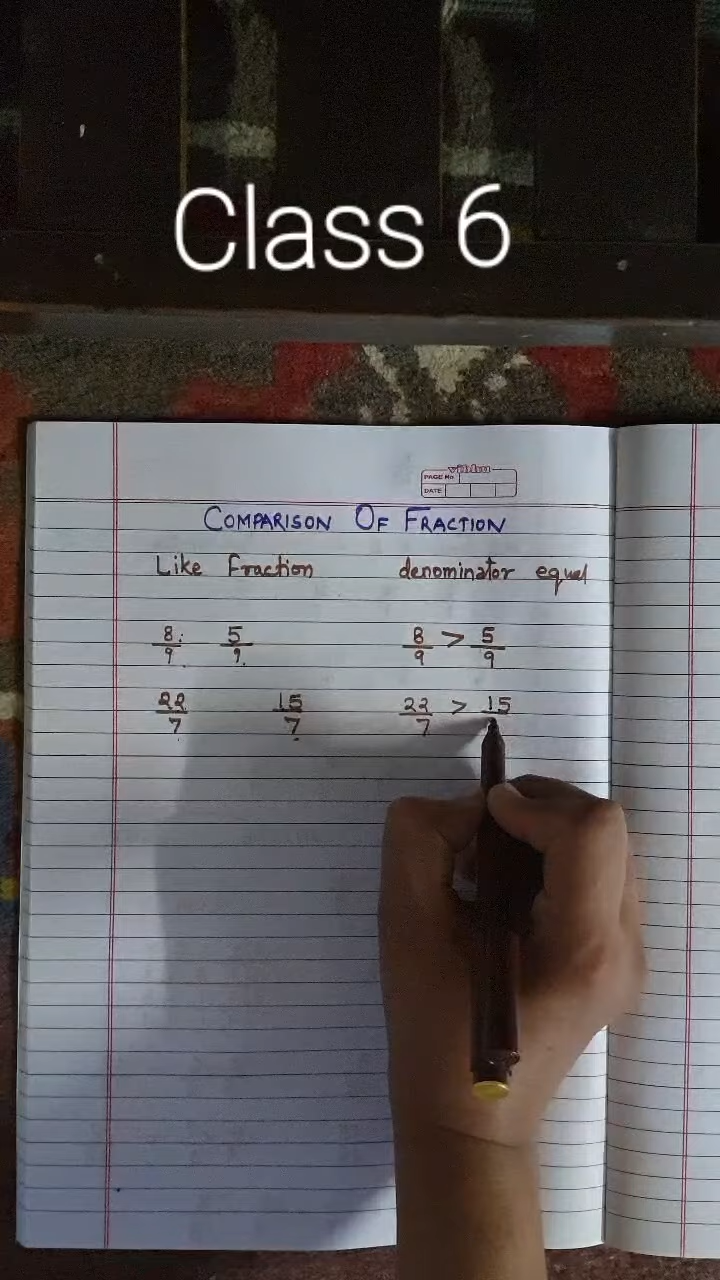 Class 6
vibhu
PAGE No
DATE
COMPARISON OF FRACTION
Like Fraction denominator equal
8/9 5/9 8/9 > 5/9
22/7 15/7 22/7 > 15